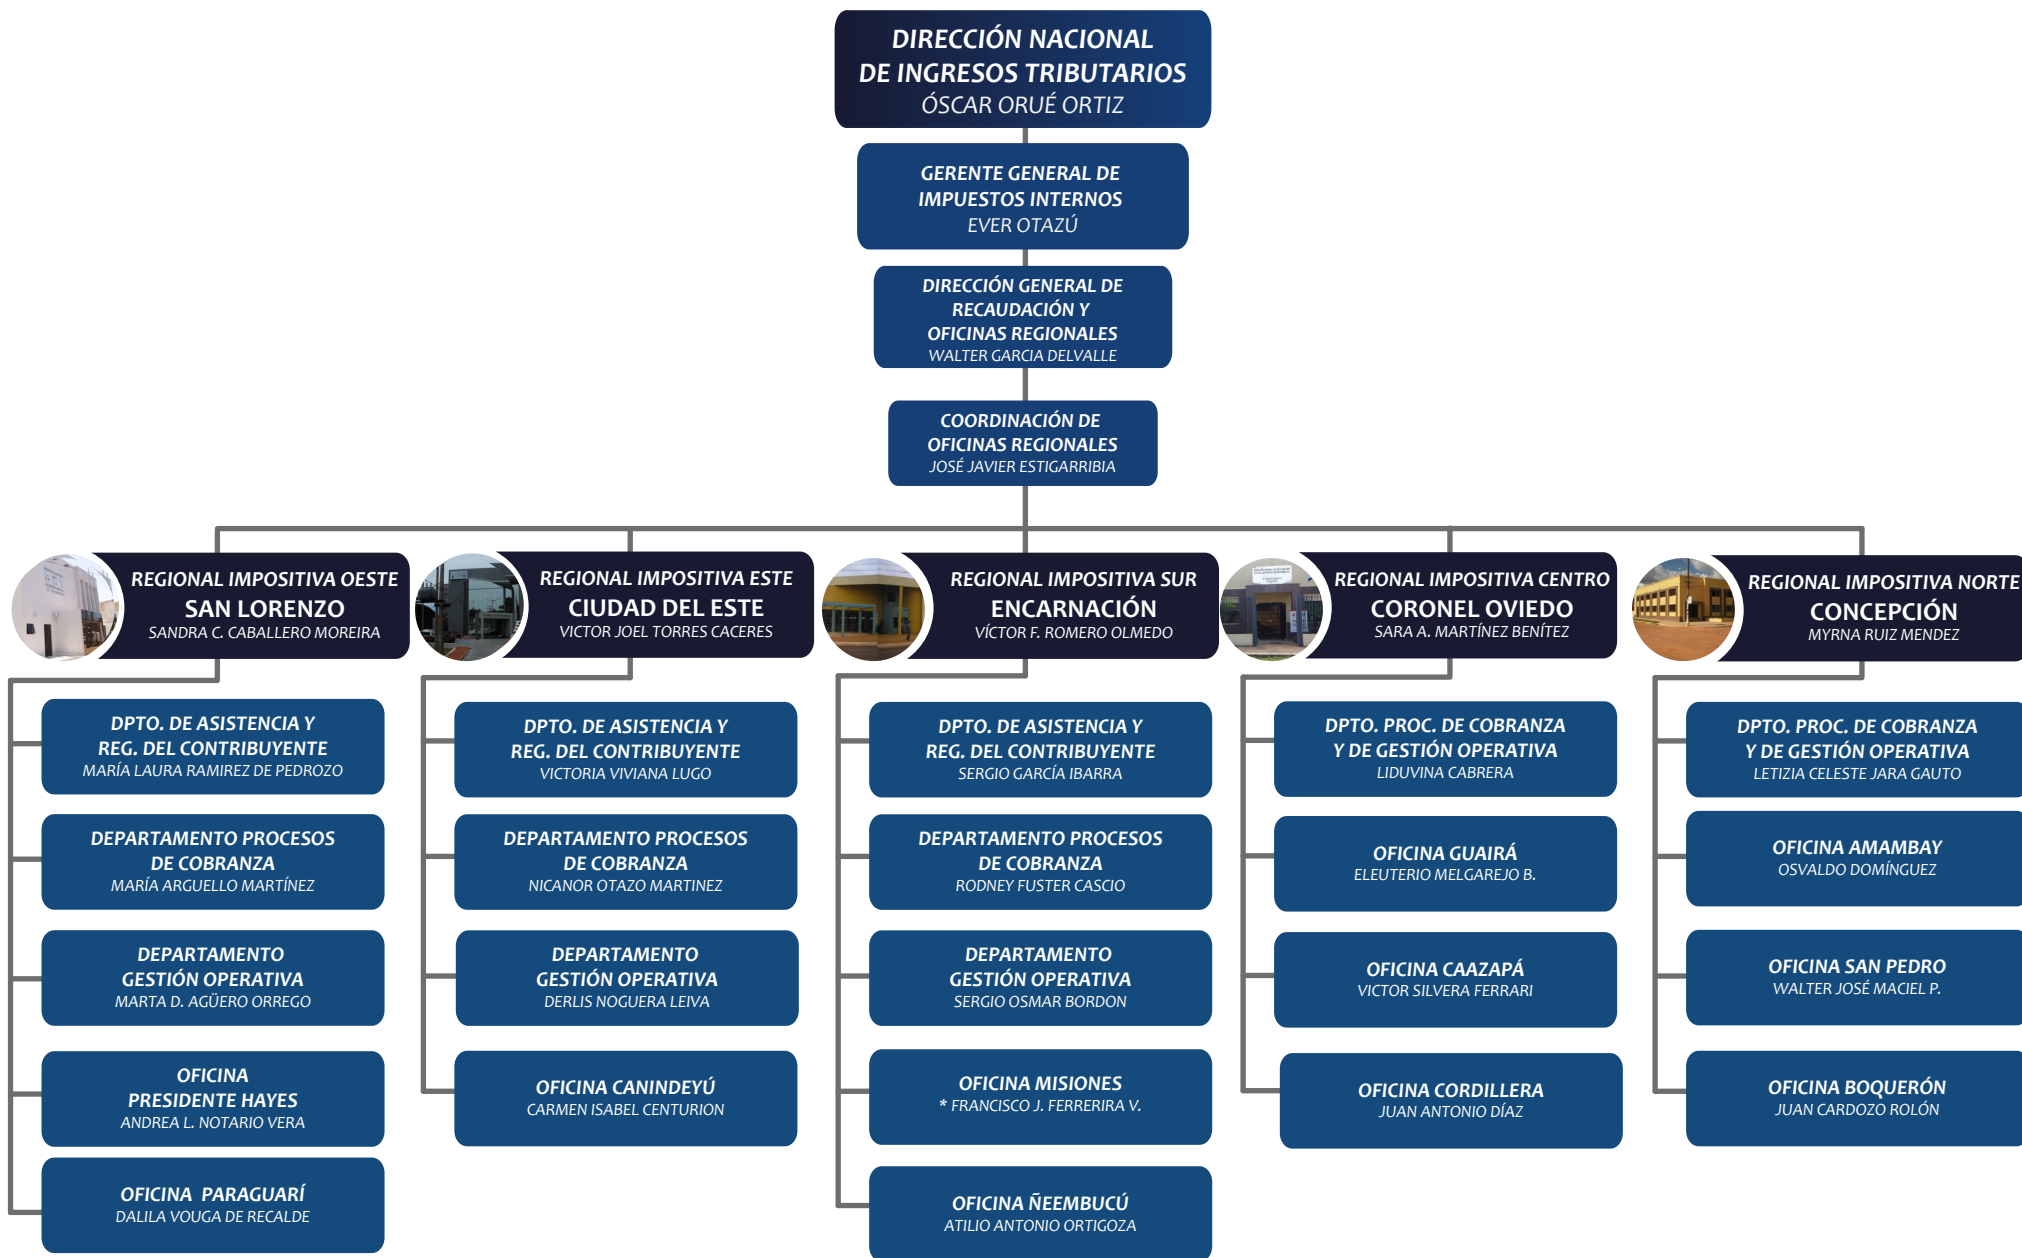 DIRECCIÓN NACIONAL
DE INGRESOS TRIBUTARIOS
ÓSCAR ORUÉ ORTIZ
GERENTE GENERAL DE
IMPUESTOS INTERNOS
EVER OTAZÚ
DIRECCIÓN GENERAL DE
RECAUDACIÓN Y
OFICINAS REGIONALES
WALTER GARCIA DELVALLE
COORDINACIÓN DE
OFICINAS REGIONALES
JOSÉ JAVIER ESTIGARRIBIA
REGIONAL IMPOSITIVA OESTE
SAN LORENZO
SANDRA C. CABALLERO MOREIRA
DPTO. DE ASISTENCIA Y
REG. DEL CONTRIBUYENTE
MARÍA LAURA RAMIREZ DE PEDROZO
DEPARTAMENTO PROCESOS
DE COBRANZA
MARÍA ARGUELLO MARTÍNEZ
DEPARTAMENTO
GESTIÓN OPERATIVA
MARTA D. AGÜERO ORREGO
OFICINA
PRESIDENTE HAYES
ANDREA L. NOTARIO VERA
OFICINA PARAGUARÍ
DALILA VOUGA DE RECALDE
REGIONAL IMPOSITIVA ESTE
CIUDAD DEL ESTE
VICTOR JOEL TORRES CACERES
DPTO. DE ASISTENCIA Y
REG. DEL CONTRIBUYENTE
VICTORIA VIVIANA LUGO
DEPARTAMENTO PROCESOS
DE COBRANZA
NICANOR OTAZO MARTINEZ
DEPARTAMENTO
GESTIÓN OPERATIVA
DERLIS NOGUERA LEIVA
OFICINA CANINDEYÚ
CARMEN ISABEL CENTURION
REGIONAL IMPOSITIVA SUR
ENCARNACIÓN
VÍCTOR F. ROMERO OLMEDO
DPTO. DE ASISTENCIA Y
REG. DEL CONTRIBUYENTE
SERGIO GARCÍA IBARRA
DEPARTAMENTO PROCESOS
DE COBRANZA
RODNEY FUSTER CASCIO
DEPARTAMENTO
GESTIÓN OPERATIVA
SERGIO OSMAR BORDON
OFICINA MISIONES
* FRANCISCO J. FERRERIRA V.
OFICINA ÑEEMBUCÚ
ATILIO ANTONIO ORTIGOZA
REGIONAL IMPOSITIVA CENTRO
CORONEL OVIEDO
SARA A. MARTÍNEZ BENÍTEZ
DPTO. PROC. DE COBRANZA
Y DE GESTIÓN OPERATIVA
LIDUVINA CABRERA
OFICINA GUAIRÁ
ELEUTERIO MELGAREJO B.
OFICINA CAAZAPÁ
VICTOR SILVERA FERRARI
OFICINA CORDILLERA
JUAN ANTONIO DÍAZ
REGIONAL IMPOSITIVA NORTE
CONCEPCIÓN
MYRNA RUIZ MENDEZ
DPTO. PROC. DE COBRANZA
Y DE GESTIÓN OPERATIVA
LETIZIA CELESTE JARA GAUTO
OFICINA AMAMBAY
OSVALDO DOMÍNGUEZ
OFICINA SAN PEDRO
WALTER JOSÉ MACIEL P.
OFICINA BOQUERÓN
JUAN CARDOZO ROLÓN